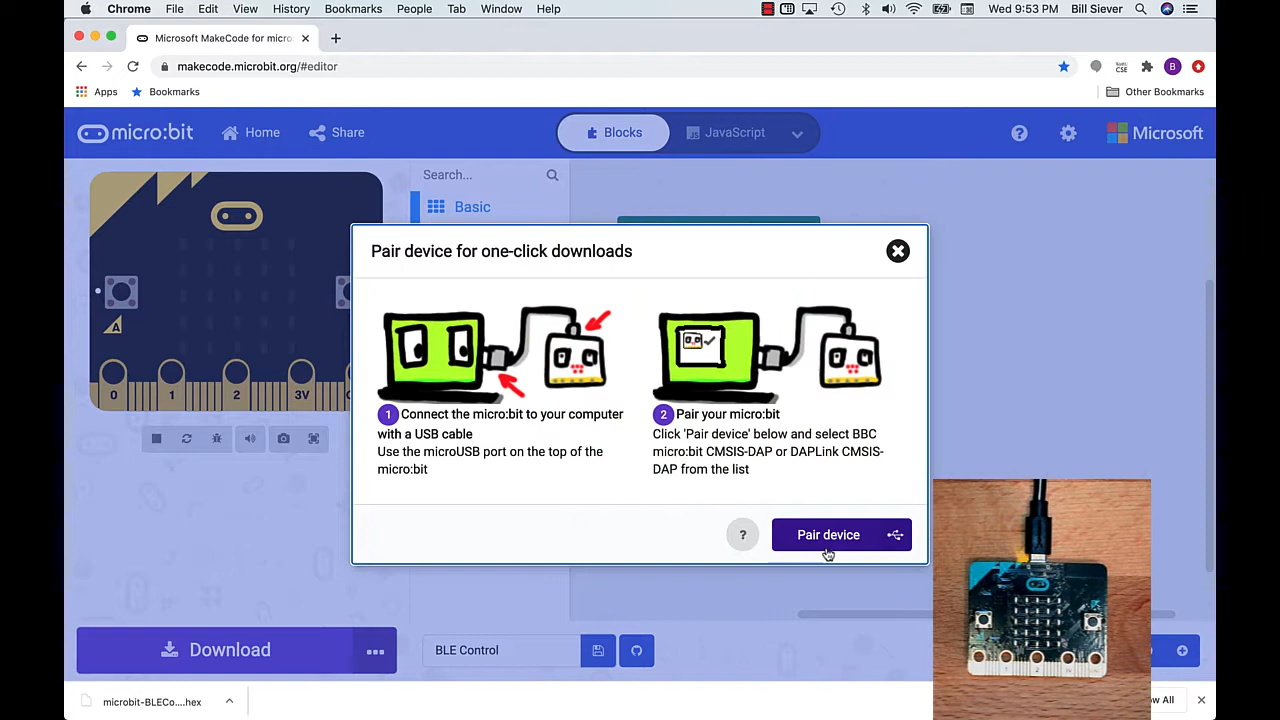 Chrome File Edit View History Bookmarks People Tab Window Help Wed 9:53 PM Bill Siever
Microsoft MakeCode for micro
makecode.microbit.org/#editor
CSE B
Apps Bookmarks Other Bookmarks
micro:bit Home Share Blocks JS JavaScript ? Microsoft
Search...
Basic
Pair device for one-click downloads
A
0 1 2 3V
1 Connect the micro:bit to your computer
with a USB cable
Use the microUSB port on the top of the
micro:bit
2 Pair your micro:bit
Click 'Pair device' below and select BBC
micro:bit CMSIS-DAP or DAPLink CMSIS-
DAP from the list
? Pair device
Download ... BLE Control
microbit-BLECo....hex ow All